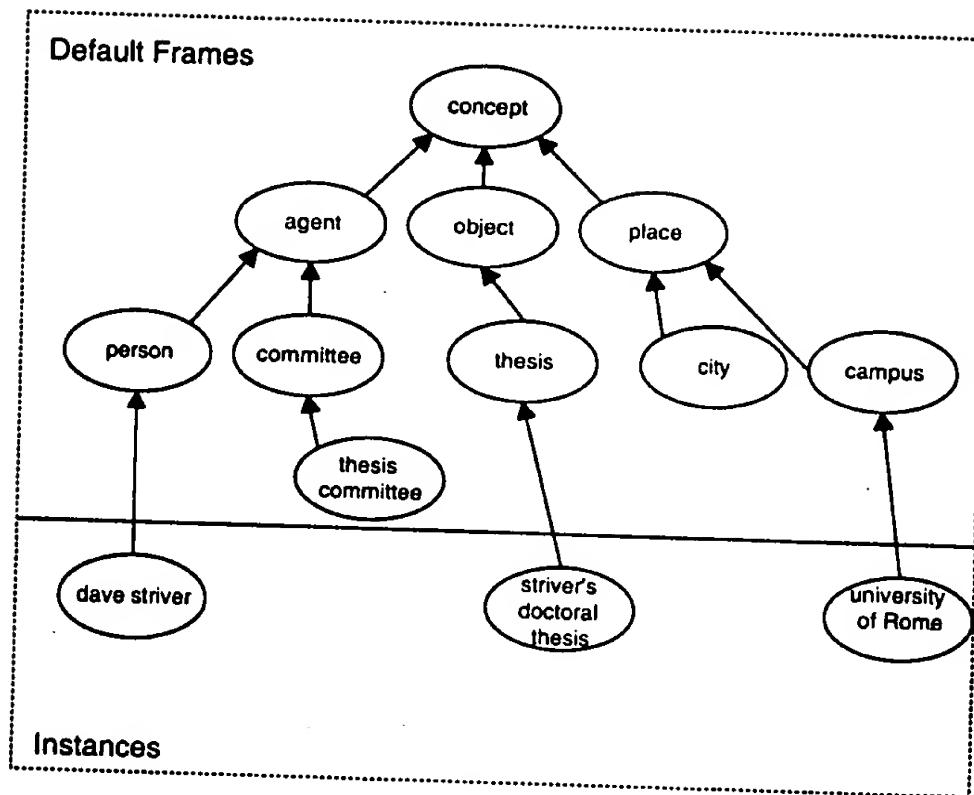 Default Frames
concept
agent
object
place
person
committee
thesis
city
campus
thesis
committee
dave striver
striver's
doctoral
thesis
university
of Rome
Instances